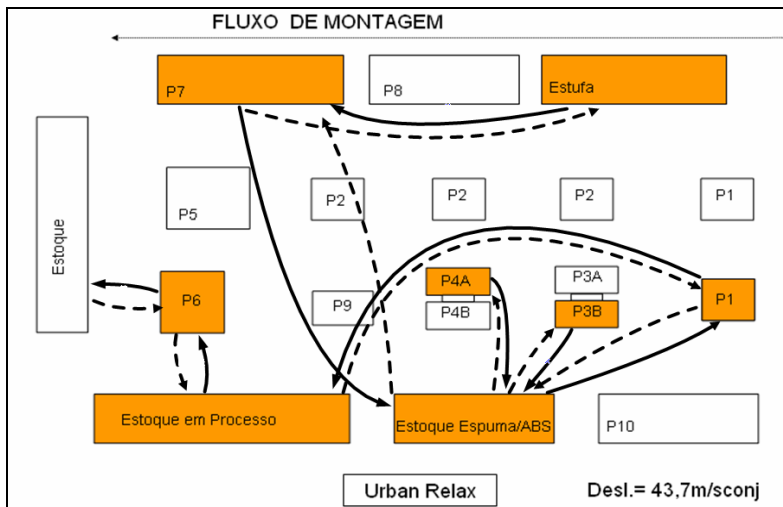 FLUXO DE MONTAGEM
P7
P8
Estufa
Estoque
P5
P2
P2
P2
P1
P6
P9
P4A
P4B
P3A
P3B
P1
Estoque em Processo
Estoque Espuma/ABS
P10
Urban Relax
Desl.= 43,7m/sconj